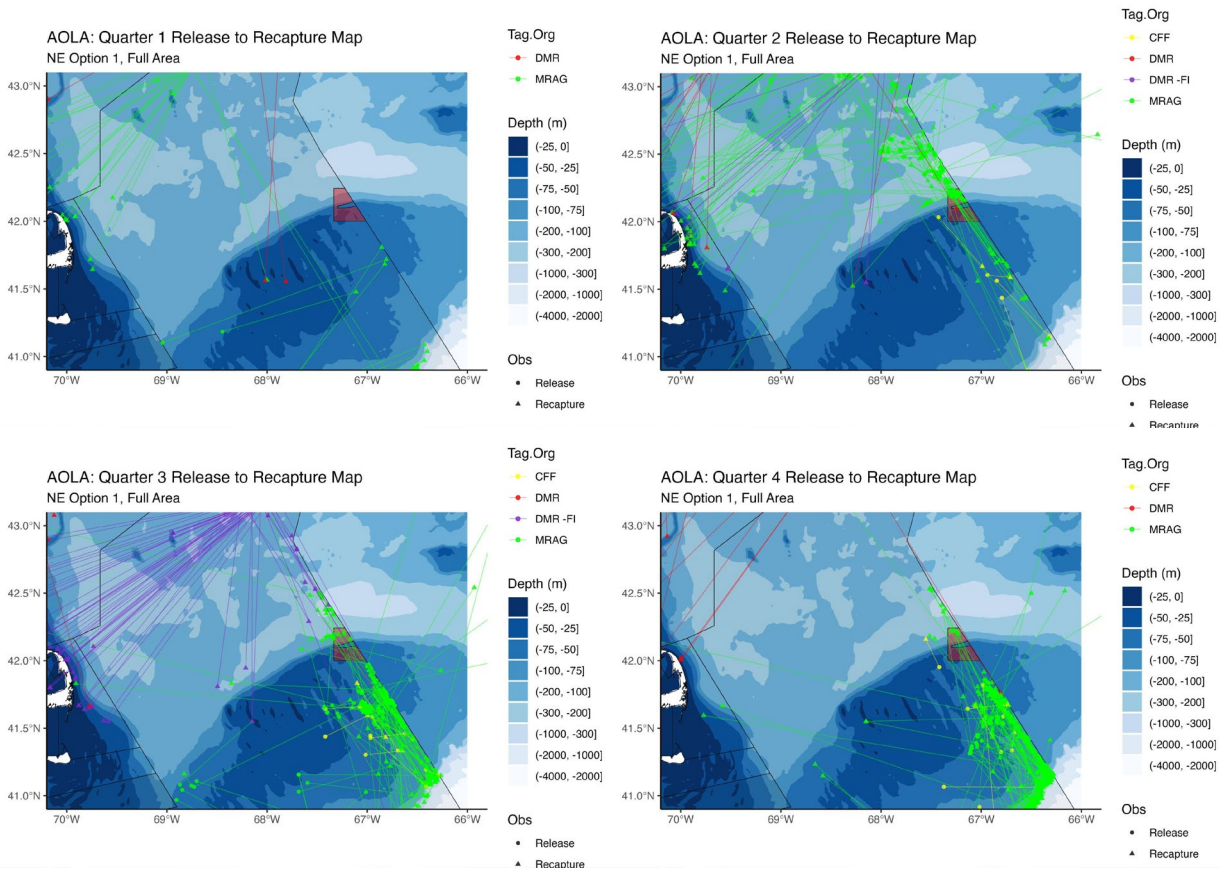 AOLA: Quarter 1 Release to Recapture Map
NE Option 1, Full Area
43.0°N
42.5°N
42.0°N
41.5°N
41.0°N
70°W
69°W
68°W
67°W
66°W
Tag.Org
DMR
MRAG
Depth (m)
(-25, 0]
(-50, -25]
(-75, -50]
(-100, -75]
(-200, -100]
(-300, -200]
(-1000, -300]
(-2000, -1000]
(-4000, -2000]
Obs
Release
Recapture
AOLA: Quarter 2 Release to Recapture Map
NE Option 1, Full Area
43.0°N
42.5°N
42.0°N
41.5°N
41.0°N
70°W
69°W
68°W
67°W
66°W
Tag.Org
CFF
DMR
DMR -FI
MRAG
Depth (m)
(-25, 0]
(-50, -25]
(-75, -50]
(-100, -75]
(-200, -100]
(-300, -200]
(-1000, -300]
(-2000, -1000]
(-4000, -2000]
Obs
Release
Recapture
AOLA: Quarter 3 Release to Recapture Map
NE Option 1, Full Area
43.0°N
42.5°N
42.0°N
41.5°N
41.0°N
70°W
69°W
68°W
67°W
66°W
Tag.Org
CFF
DMR
DMR -FI
MRAG
Depth (m)
(-25, 0]
(-50, -25]
(-75, -50]
(-100, -75]
(-200, -100]
(-300, -200]
(-1000, -300]
(-2000, -1000]
(-4000, -2000]
Obs
Release
Recapture
AOLA: Quarter 4 Release to Recapture Map
NE Option 1, Full Area
43.0°N
42.5°N
42.0°N
41.5°N
41.0°N
70°W
69°W
68°W
67°W
66°W
Tag.Org
CFF
DMR
MRAG
Depth (m)
(-25, 0]
(-50, -25]
(-75, -50]
(-100, -75]
(-200, -100]
(-300, -200]
(-1000, -300]
(-2000, -1000]
(-4000, -2000]
Obs
Release
Recapture